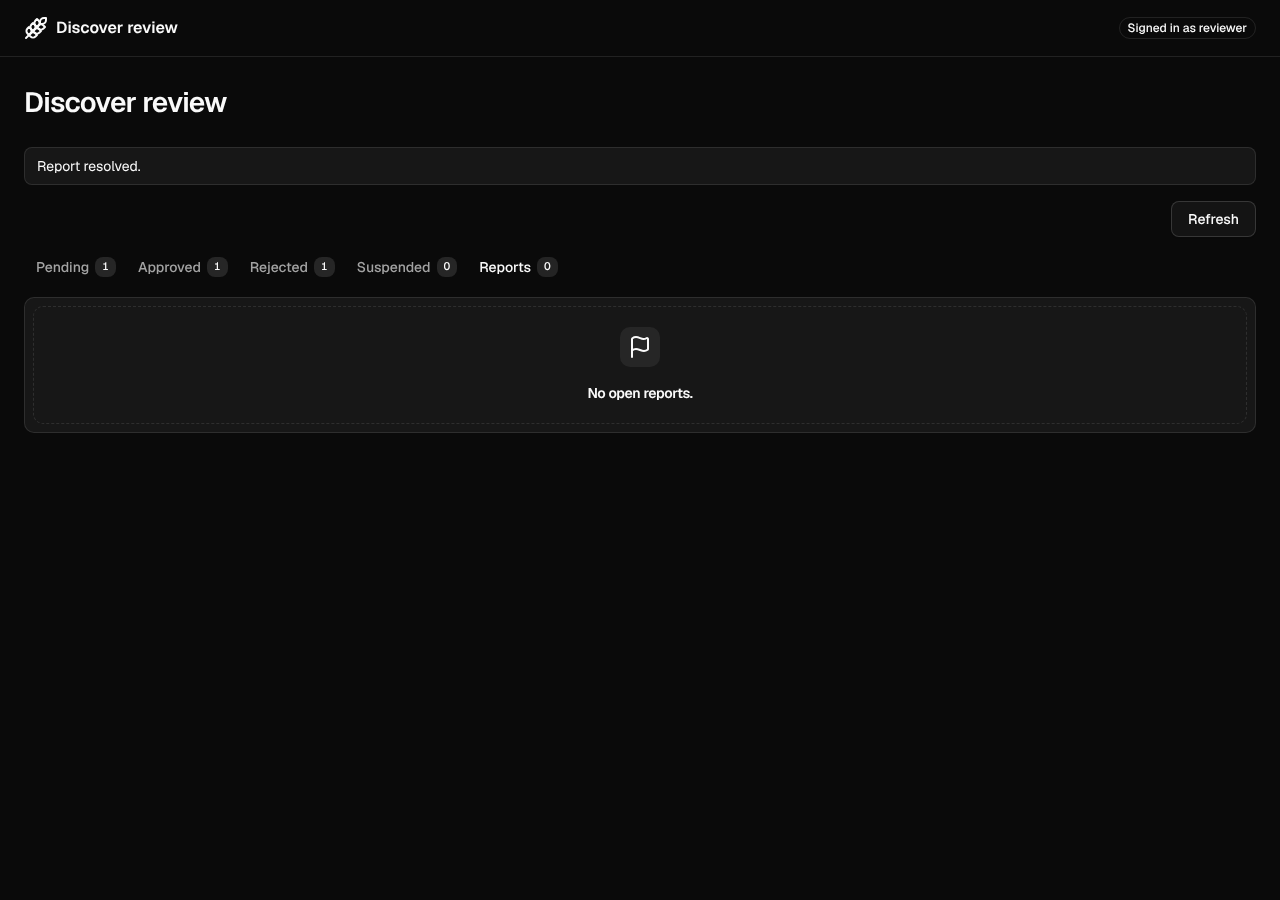 Discover review
Signed in as reviewer
Discover review
Report resolved.
Refresh
Pending 1 Approved 1 Rejected 1 Suspended 0 Reports 0
No open reports.